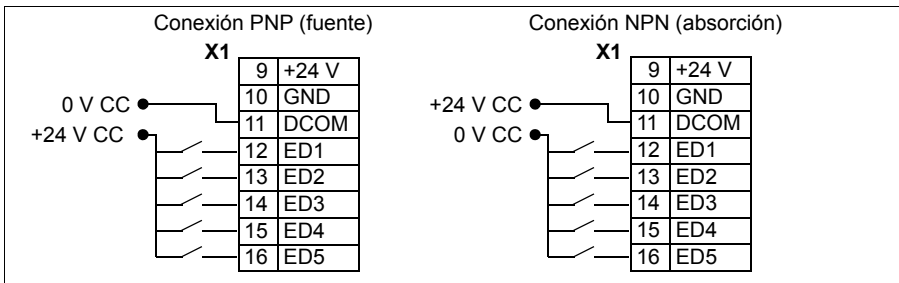 Conexión PNP (fuente)
X1
9 +24 V
10 GND
0 V CC
11 DCOM
+24 V CC
12 ED1
13 ED2
14 ED3
15 ED4
16 ED5
Conexión NPN (absorción)
X1
9 +24 V
10 GND
+24 V CC
11 DCOM
0 V CC
12 ED1
13 ED2
14 ED3
15 ED4
16 ED5